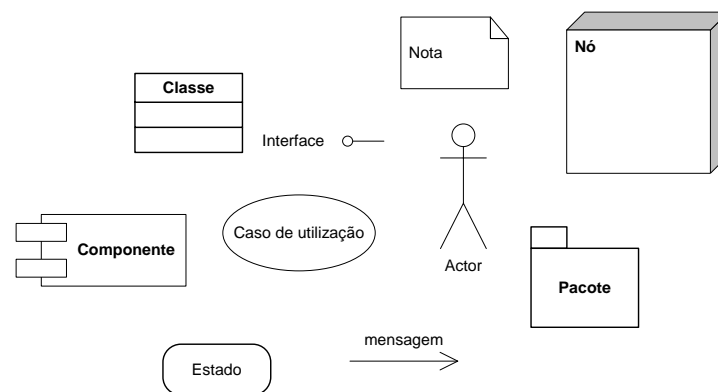 Nota
Nó
Classe
Interface
Componente
Caso de utilização
Actor
Pacote
mensagem
Estado